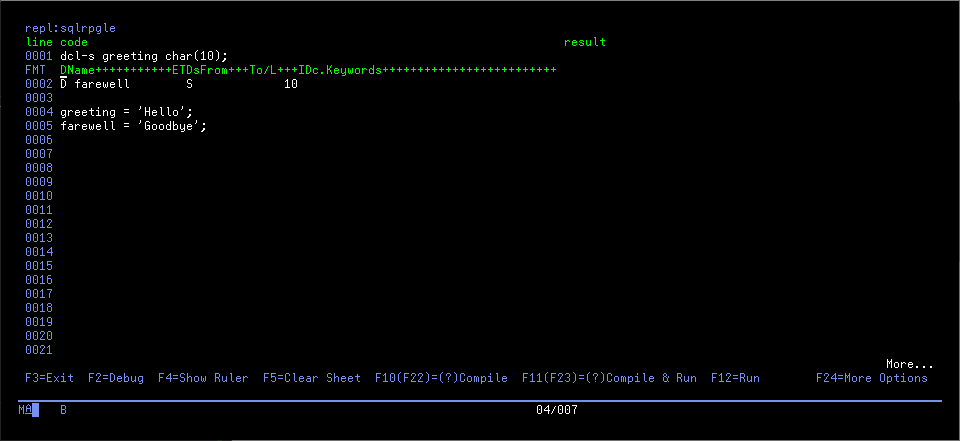 repl:sqlrpgle
line code result
0001 dcl-s greeting char(10);
FMT DName+++++++++++ETDsFrom+++To/L+++IDc.Keywords+++++++++++++++++++++++++
0002 D farewell S 10
0003
0004 greeting = 'Hello';
0005 farewell = 'Goodbye';
0006
0007
0008
0009
0010
0011
0012
0013
0014
0015
0016
0017
0018
0019
0020
0021
More...
F3=Exit F2=Debug F4=Show Ruler F5=Clear Sheet F10(F22)=(?)Compile F11(F23)=(?)Compile & Run F12=Run F24=More Options
MA B 04/007